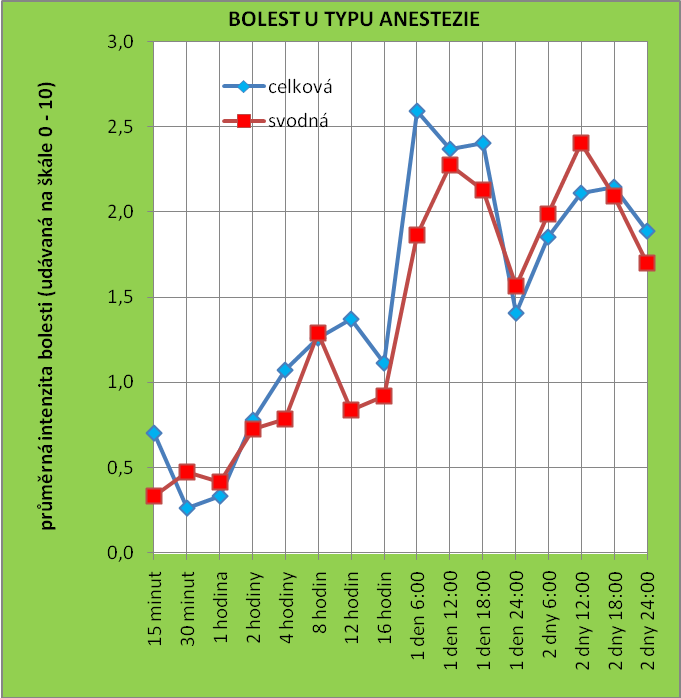 BOLEST U TYPU ANESTEZIE
průměrná intenzita bolesti (udávaná na škále 0 - 10)
3,0
2,5
2,0
1,5
1,0
0,5
0,0
celková
svodná
15 minut
30 minut
1 hodina
2 hodiny
4 hodiny
8 hodin
12 hodin
16 hodin
1 den 6:00
1 den 12:00
1 den 18:00
1 den 24:00
2 dny 6:00
2 dny 12:00
2 dny 18:00
2 dny 24:00